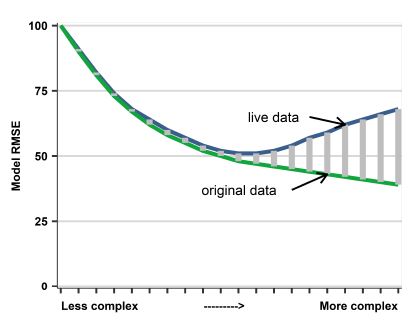 100
75
50
25
0
Model RMSE
live data
original data
Less complex
--------->
More complex